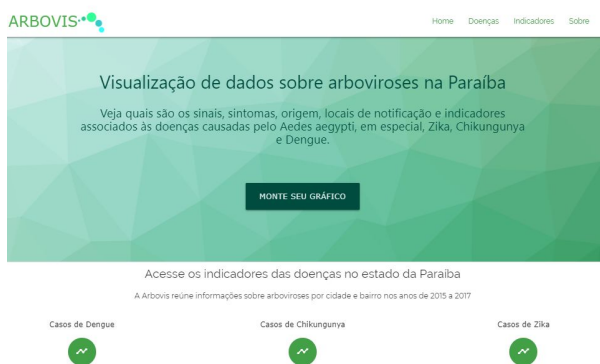 ARBOVIS
Home Doenças Indicadores Sobre
Visualização de dados sobre arboviroses na Paraíba
Veja quais são os sinais, sintomas, origem, locais de notificação e indicadores
associados às doenças causadas pelo Aedes aegypti, em especial, Zika, Chikungunya
e Dengue.
MONTE SEU GRÁFICO
Acesse os indicadores das doenças no estado da Paraíba
A Arbovis reúne informações sobre arboviroses por cidade e bairro nos anos de 2015 a 2017
Casos de Dengue Casos de Chikungunya Casos de Zika